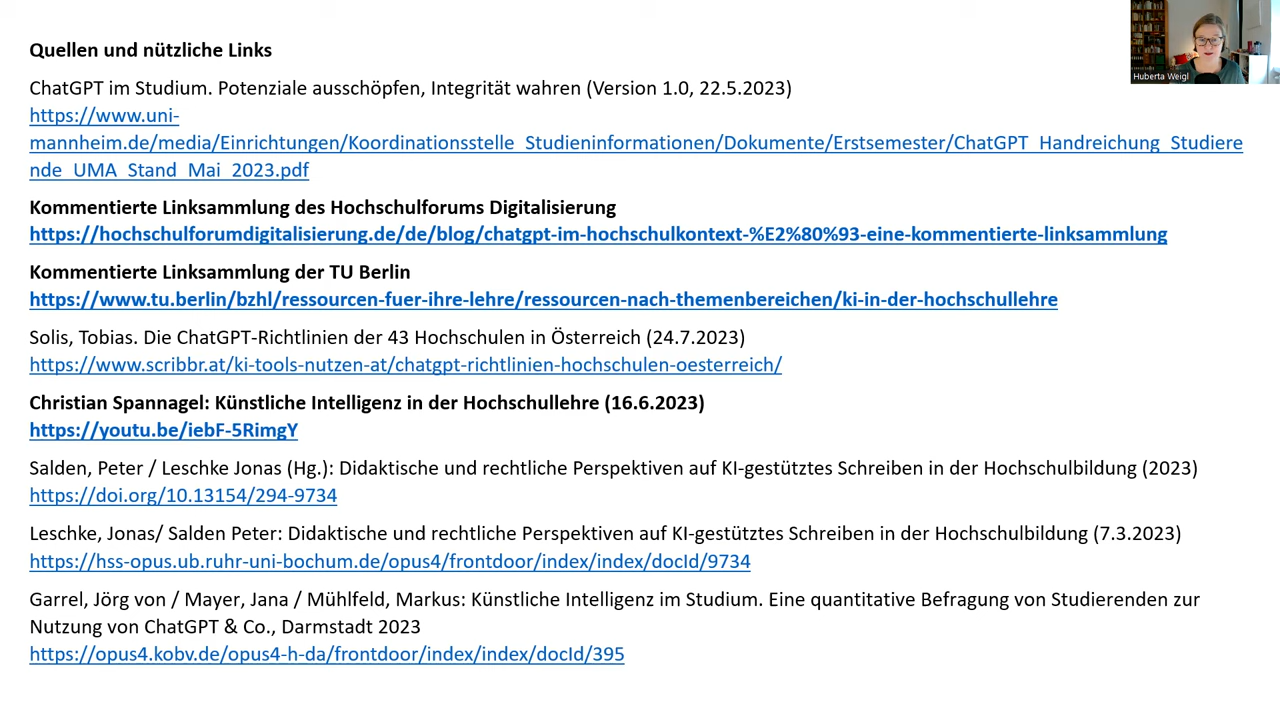 Quellen und nützliche Links
ChatGPT im Studium. Potenziale ausschöpfen, Integrität wahren (Version 1.0, 22.5.2023)
https://www.uni-
mannheim.de/media/Einrichtungen/Koordinationsstelle_Studieninformationen/Dokumente/Erstsemester/ChatGPT_Handreichung_Studiere
nde_UMA_Stand_Mai_2023.pdf
Kommentierte Linksammlung des Hochschulforums Digitalisierung
https://hochschulforumdigitalisierung.de/de/blog/chatgpt-im-hochschulkontext-%E2%80%93-eine-kommentierte-linksammlung
Kommentierte Linksammlung der TU Berlin
https://www.tu.berlin/bzhl/ressourcen-fuer-ihre-lehre/ressourcen-nach-themenbereichen/ki-in-der-hochschullehre
Solis, Tobias. Die ChatGPT-Richtlinien der 43 Hochschulen in Österreich (24.7.2023)
https://www.scribbr.at/ki-tools-nutzen-at/chatgpt-richtlinien-hochschulen-oesterreich/
Christian Spannagel: Künstliche Intelligenz in der Hochschullehre (16.6.2023)
https://youtu.be/iebF-5RimgY
Salden, Peter / Leschke Jonas (Hg.): Didaktische und rechtliche Perspektiven auf KI-gestütztes Schreiben in der Hochschulbildung (2023)
https://doi.org/10.13154/294-9734
Leschke, Jonas/ Salden Peter: Didaktische und rechtliche Perspektiven auf KI-gestütztes Schreiben in der Hochschulbildung (7.3.2023)
https://hss-opus.ub.ruhr-uni-bochum.de/opus4/frontdoor/index/index/docId/9734
Garrel, Jörg von / Mayer, Jana / Mühlfeld, Markus: Künstliche Intelligenz im Studium. Eine quantitative Befragung von Studierenden zur
Nutzung von ChatGPT & Co., Darmstadt 2023
https://opus4.kobv.de/opus4-h-da/frontdoor/index/index/docId/395
Huberta Weigl